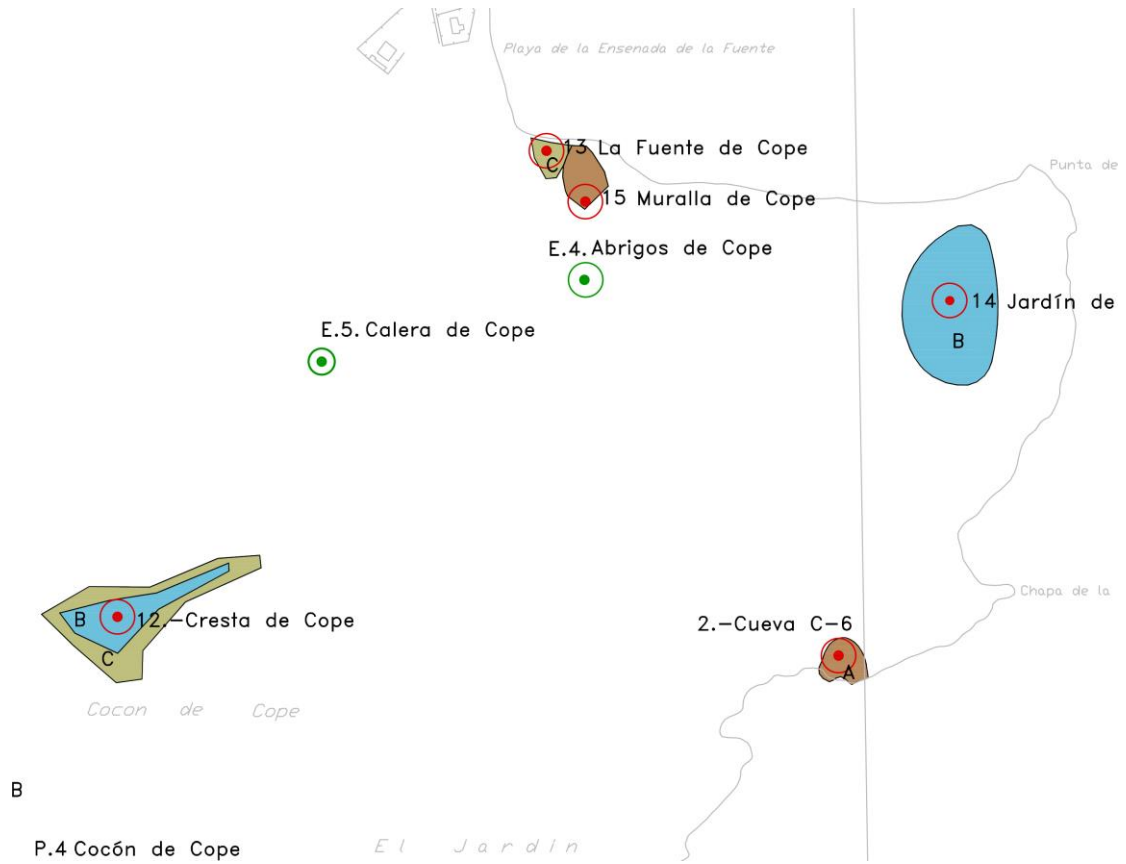 Playa de la Ensenada de la Fuente
13 La Fuente de Cope
C
Punta de
15 Muralla de Cope
E.4. Abrigos de Cope
14 Jardín de
E.5. Calera de Cope
B
Chapa de la
B
12.-Cresta de Cope
2.-Cueva C-6
C
A
Cocon de Cope
B
P.4 Cocón de Cope
El Jardin